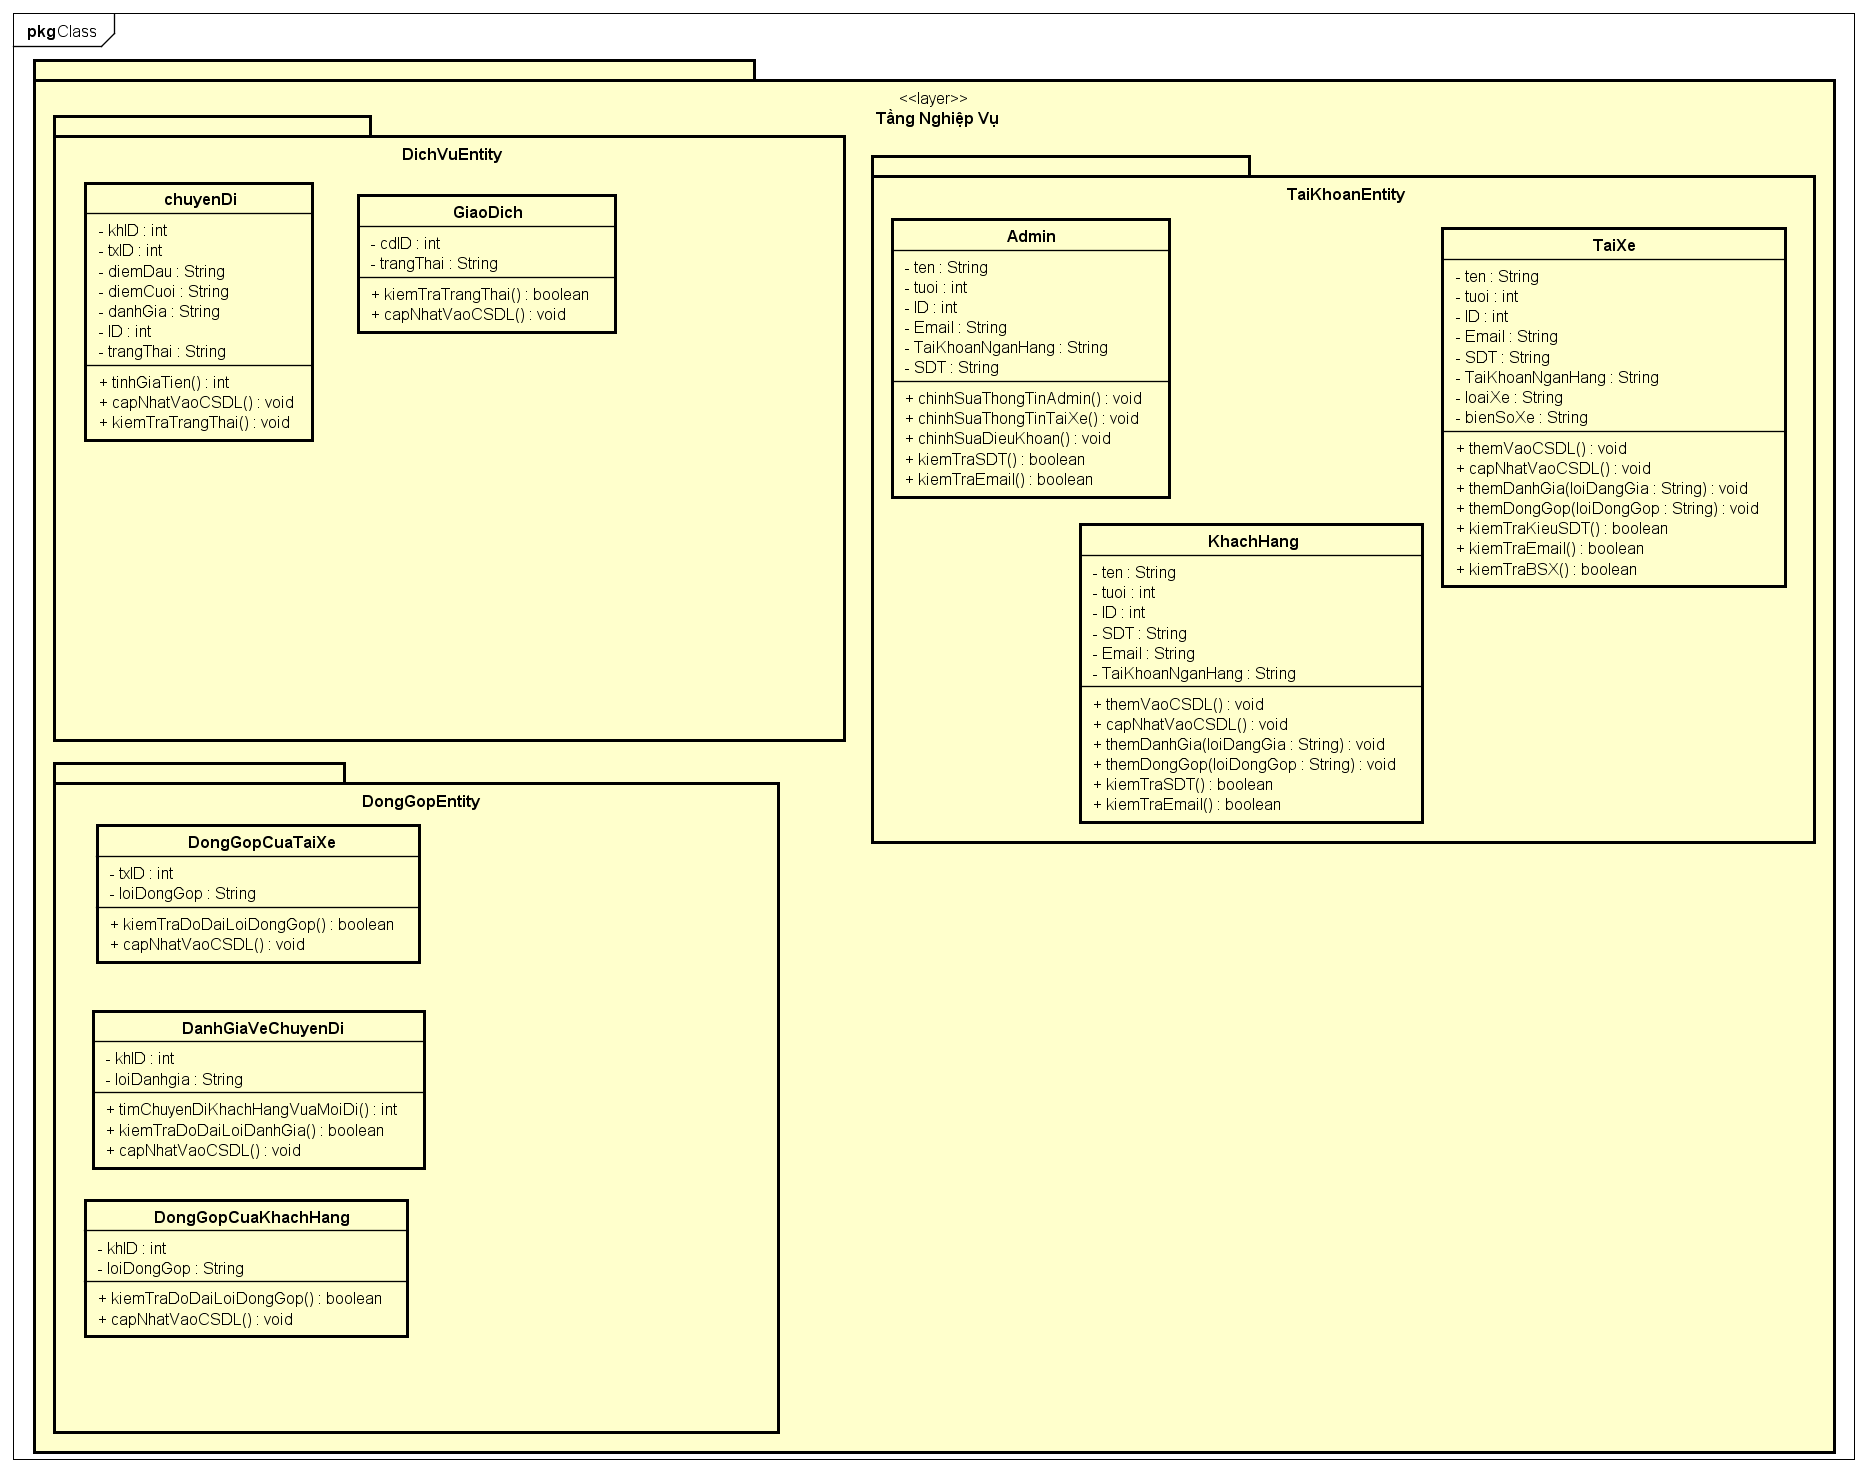 pkg Class
<<layer>>
Tầng Nghiệp Vụ
DichVuEntity
chuyenDi
- khID : int
- txID : int
- diemDau : String
- diemCuoi : String
- danhGia : String
- ID : int
- trangThai : String
+ tinhGiaTien() : int
+ capNhatVaoCSDL() : void
+ kiemTraTrangThai() : void
GiaoDich
- cdID : int
- trangThai : String
+ kiemTraTrangThai() : boolean
+ capNhatVaoCSDL() : void
TaiKhoanEntity
Admin
- ten : String
- tuoi : int
- ID : int
- Email : String
- TaiKhoanNganHang : String
- SDT : String
+ chinhSuaThongTinAdmin() : void
+ chinhSuaThongTinTaiXe() : void
+ chinhSuaDieuKhoan() : void
+ kiemTraSDT() : boolean
+ kiemTraEmail() : boolean
TaiXe
- ten : String
- tuoi : int
- ID : int
- Email : String
- SDT : String
- TaiKhoanNganHang : String
- loaiXe : String
- bienSoXe : String
+ themVaoCSDL() : void
+ capNhatVaoCSDL() : void
+ themDanhGia(loiDangGia : String) : void
+ themDongGop(loiDongGop : String) : void
+ kiemTraKieuSDT() : boolean
+ kiemTraEmail() : boolean
+ kiemTraBSX() : boolean
KhachHang
- ten : String
- tuoi : int
- ID : int
- SDT : String
- Email : String
- TaiKhoanNganHang : String
+ themVaoCSDL() : void
+ capNhatVaoCSDL() : void
+ themDanhGia(loiDangGia : String) : void
+ themDongGop(loiDongGop : String) : void
+ kiemTraSDT() : boolean
+ kiemTraEmail() : boolean
DongGopEntity
DongGopCuaTaiXe
- txID : int
- loiDongGop : String
+ kiemTraDoDaiLoiDongGop() : boolean
+ capNhatVaoCSDL() : void
DanhGiaVeChuyenDi
- khID : int
- loiDanhgia : String
+ timChuyenDiKhachHangVuaMoiDi() : int
+ kiemTraDoDaiLoiDanhGia() : boolean
+ capNhatVaoCSDL() : void
DongGopCuaKhachHang
- khID : int
- loiDongGop : String
+ kiemTraDoDaiLoiDongGop() : boolean
+ capNhatVaoCSDL() : void